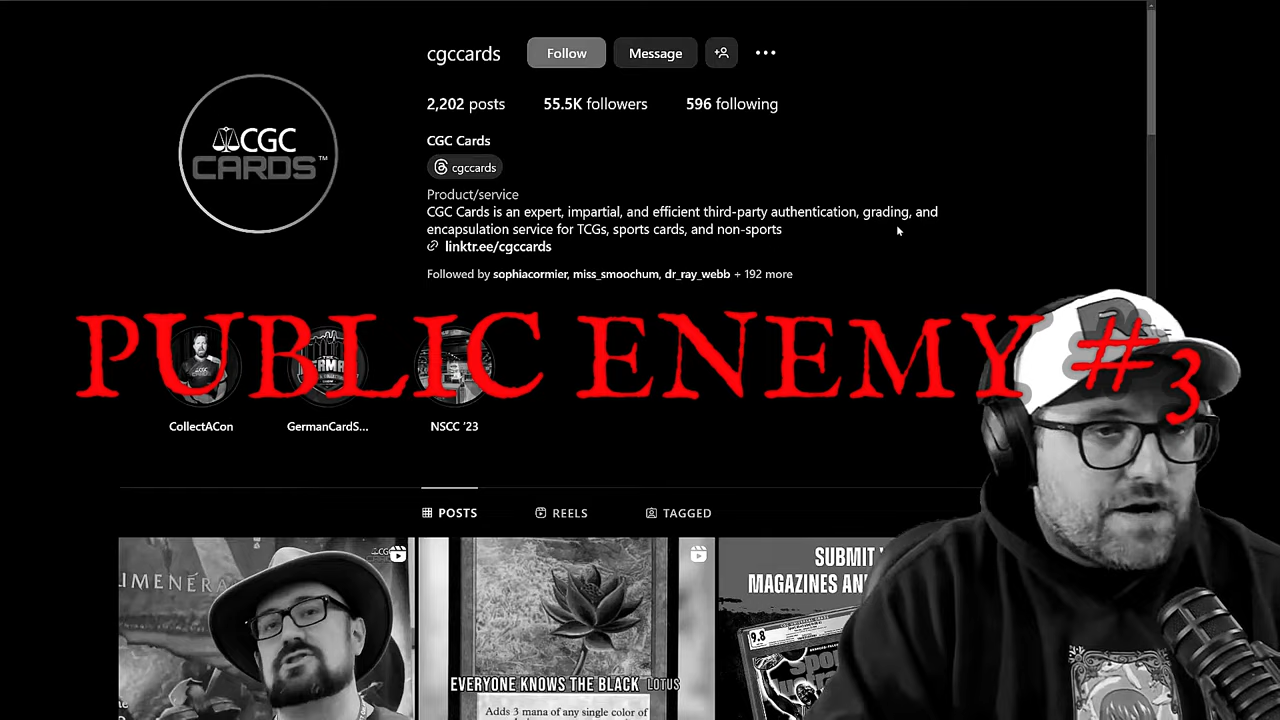 cgccards Follow Message
2,202 posts 55.5K followers 596 following
CGC Cards
cgccards
Product/service
CGC Cards is an expert, impartial, and efficient third-party authentication, grading, and
encapsulation service for TCGs, sports cards, and non-sports
linktr.ee/cgccards
Followed by sophiacormier, miss_smoochum, dr_ray_webb + 192 more
CGC
CARDS™
PUBLIC ENEMY #3
CollectACon GermanCardS... NSCC '23
POSTS REELS TAGGED
EVERYONE KNOWS THE BLACK LOTUS
Adds 3 mana of any single color of
SUBMIT
MAGAZINES
9.8